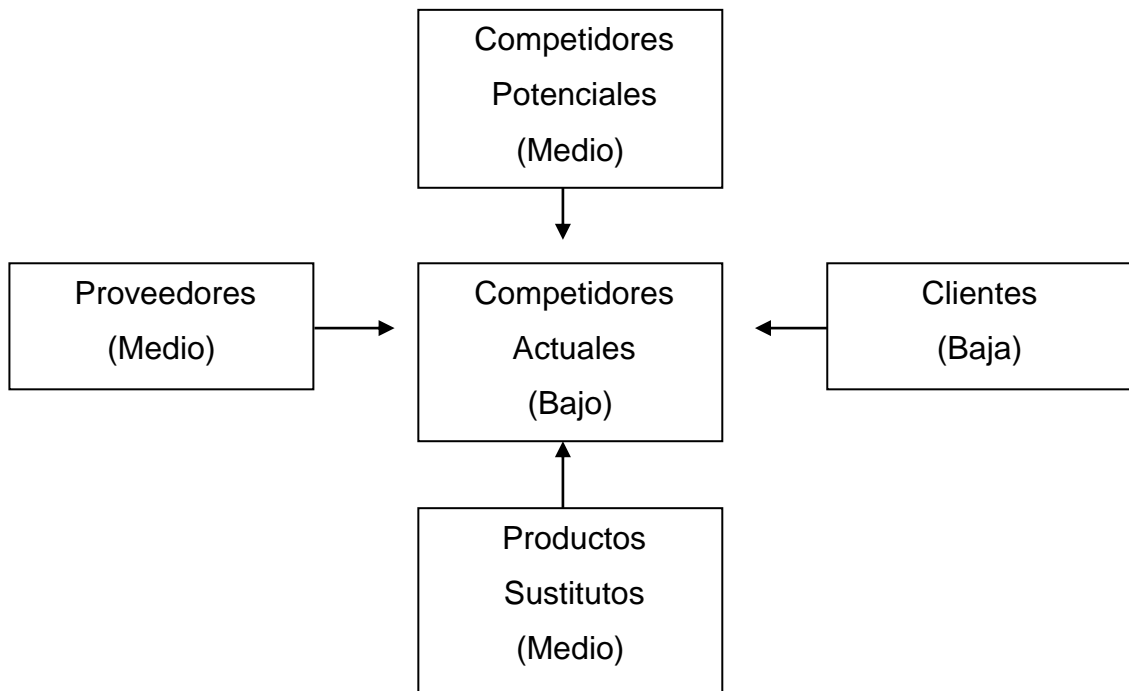 Competidores
Potenciales
(Medio)
Proveedores
(Medio)
Competidores
Actuales
(Bajo)
Clientes
(Baja)
Productos
Sustitutos
(Medio)